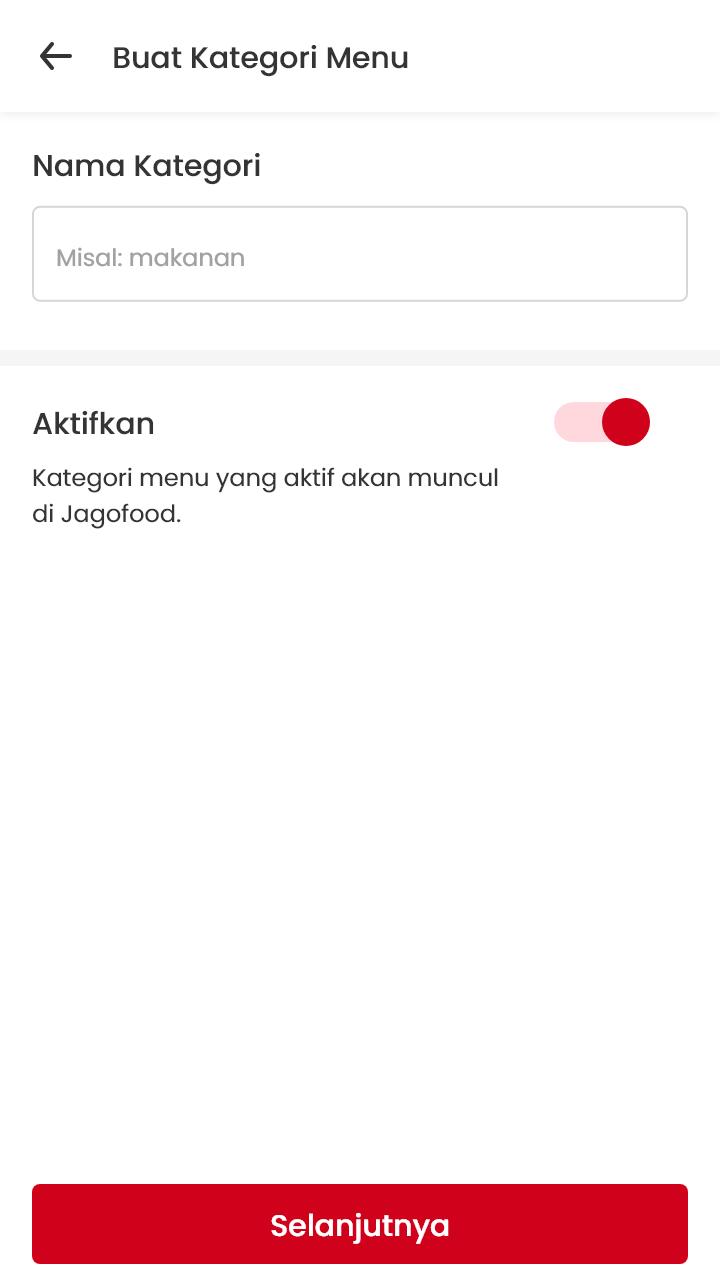 Buat Kategori Menu
Nama Kategori
Misal: makanan
Aktifkan
Kategori menu yang aktif akan muncul
di Jagofood.
Selanjutnya